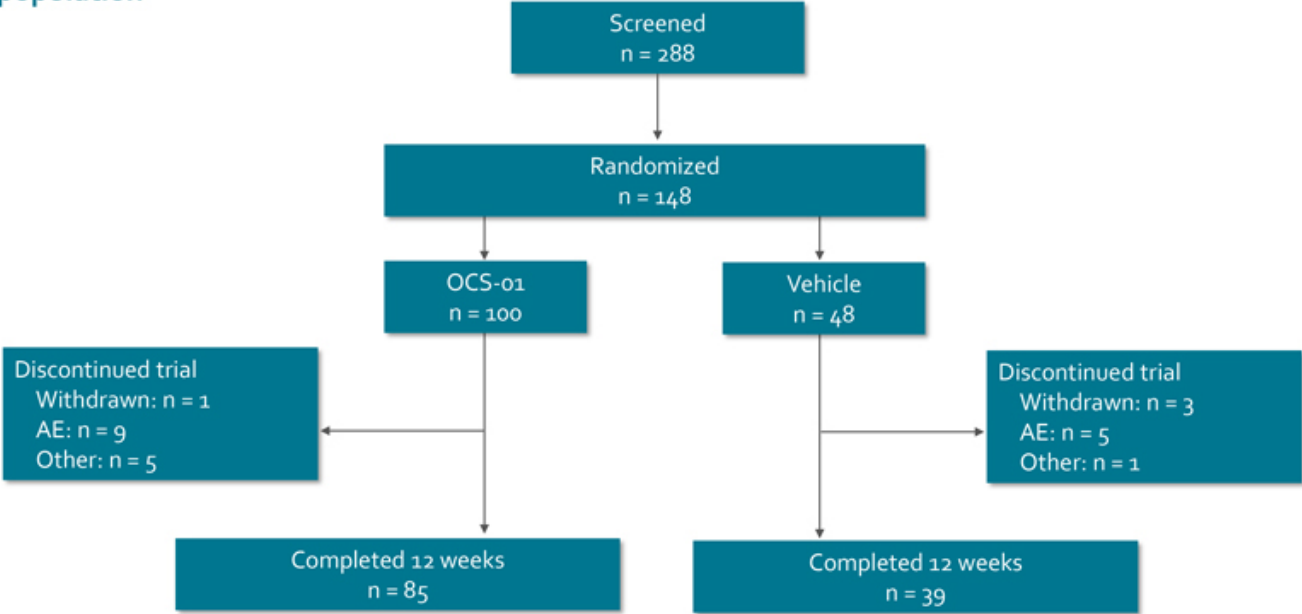 Screened
n = 288
Randomized
n = 148
OCS-01
n = 100
Vehicle
n = 48
Discontinued trial
Withdrawn: n = 1
AE: n = 9
Other: n = 5
Discontinued trial
Withdrawn: n = 3
AE: n = 5
Other: n = 1
Completed 12 weeks
n = 85
Completed 12 weeks
n = 39